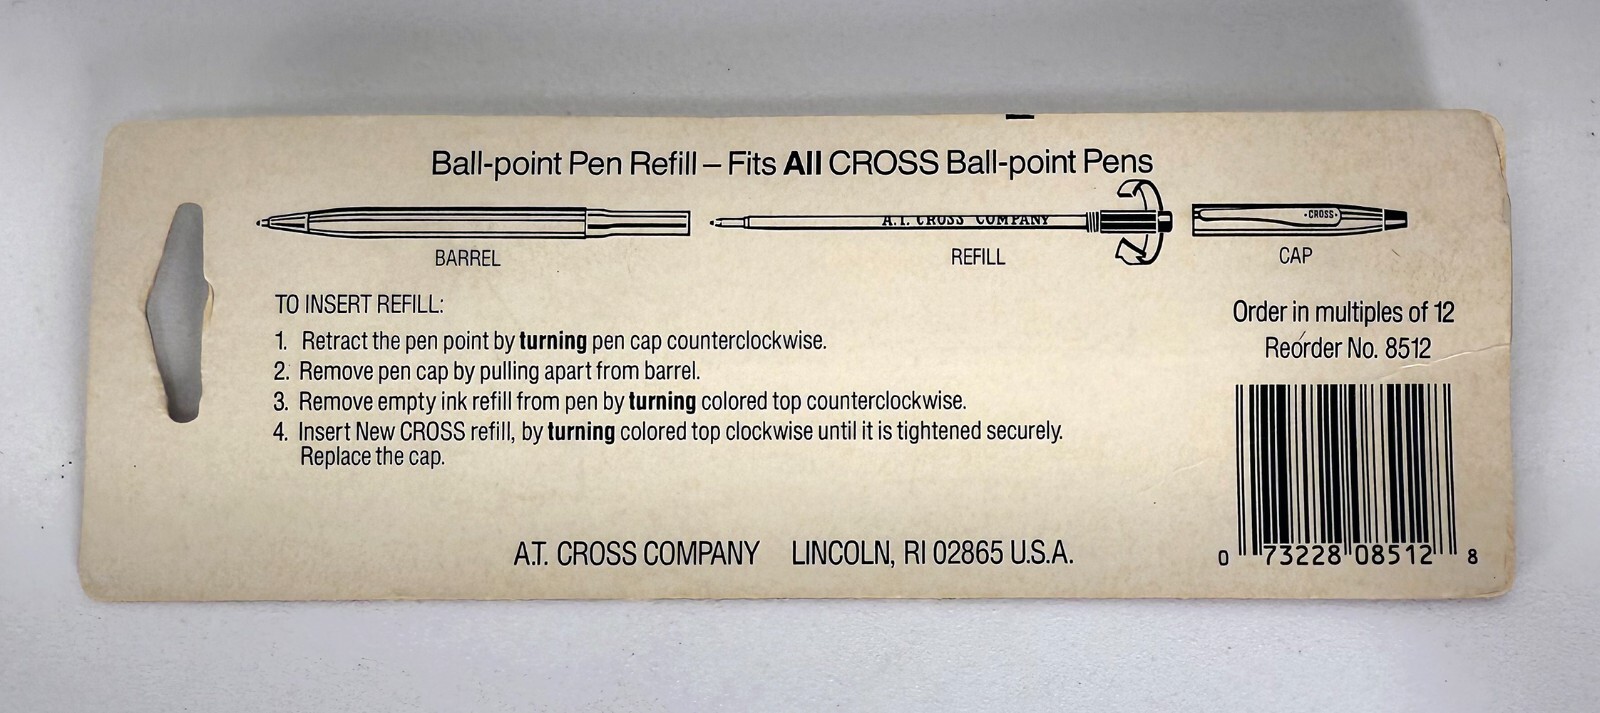 Ball-point Pen Refill – Fits All CROSS Ball-point Pens
A.T. CROSS COMPANY
·CROSS·
BARREL
REFILL
CAP
TO INSERT REFILL:
1. Retract the pen point by turning pen cap counterclockwise.
2. Remove pen cap by pulling apart from barrel.
3. Remove empty ink refill from pen by turning colored top counterclockwise.
4. Insert New CROSS refill, by turning colored top clockwise until it is tightened securely.
Replace the cap.
Order in multiples of 12
Reorder No. 8512
0 73228 08512 8
A.T. CROSS COMPANY LINCOLN, RI 02865 U.S.A.